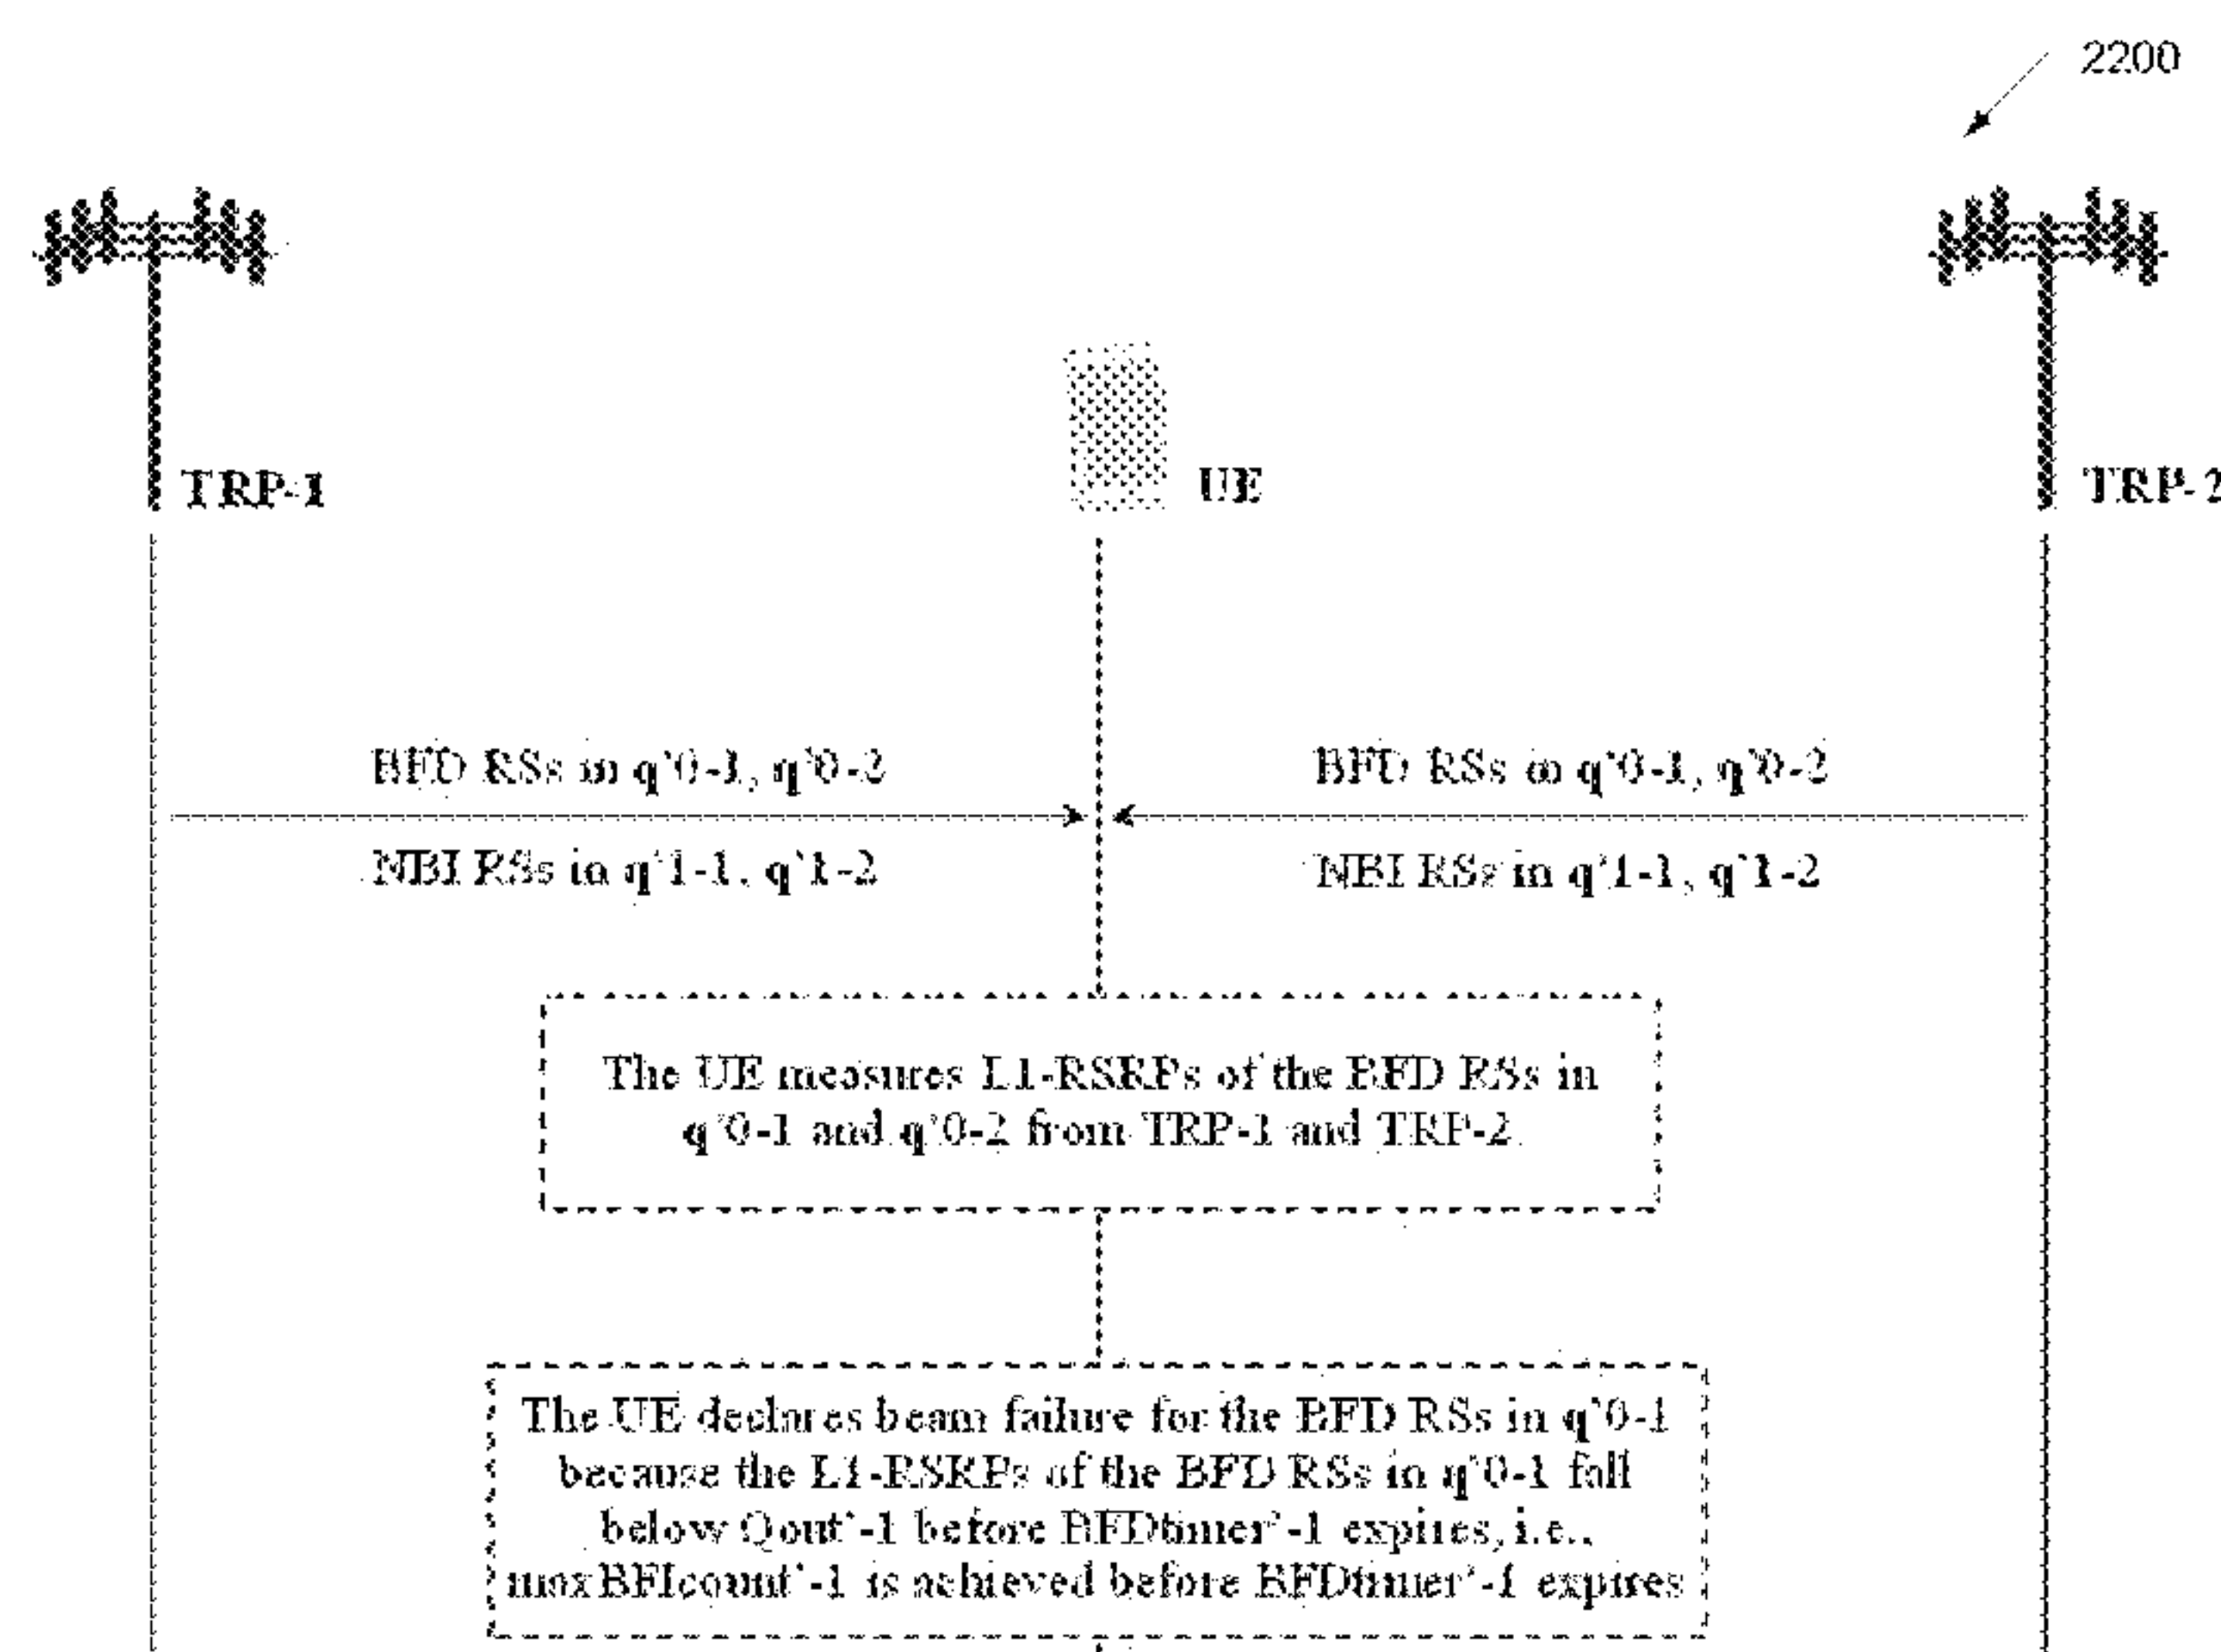 2200
TRP-1
UE
TRP-2
BFD RSs in q'0-1, q'0-2
BFD RSs in q'0-1, q'0-2
NBI RSs in q'1-1, q'1-2
NBI RSs in q'1-1, q'1-2
The UE measures L1-RSRPs of the BFD RSs in
q'0-1 and q'0-2 from TRP-1 and TRP-2
The UE declares beam failure for the BFD RSs in q'0-1
because the L1-RSRPs of the BFD RSs in q'0-1 fall
below Qout'-1 before BFDtimer'-1 expires, i.e.,
maxBFIcount'-1 is achieved before BFDtimer'-1 expires